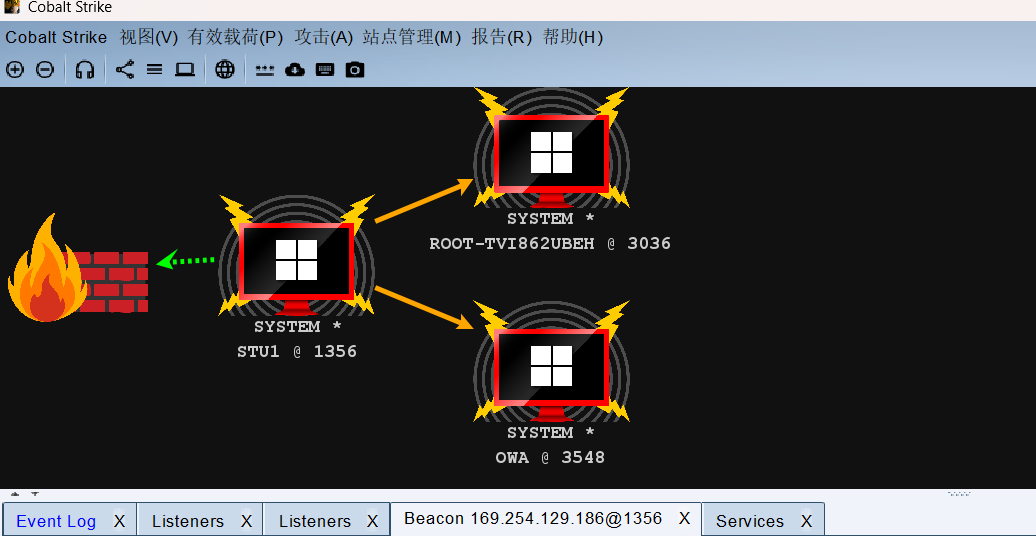 Cobalt Strike
Cobalt Strike 视图(V) 有效载荷(P) 攻击(A) 站点管理(M) 报告(R) 帮助(H)
SYSTEM *
ROOT-TVI862UBEH @ 3036
SYSTEM *
STU1 @ 1356
SYSTEM *
OWA @ 3548
Event Log X Listeners X Listeners X Beacon 169.254.129.186@1356 X Services X